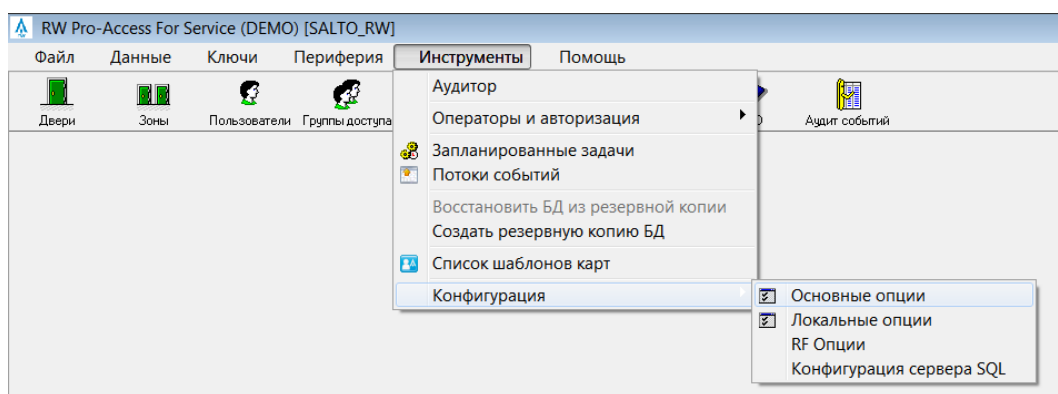 RW Pro-Access For Service (DEMO) [SALTO_RW]
Файл Данные Ключи Периферия Инструменты Помощь
Двери Зоны Пользователи Группы доступа Аудит событий
Аудитор
Операторы и авторизация
Запланированные задачи
Потоки событий
Восстановить БД из резервной копии
Создать резервную копию БД
Список шаблонов карт
Конфигурация
Основные опции
Локальные опции
RF Опции
Конфигурация сервера SQL